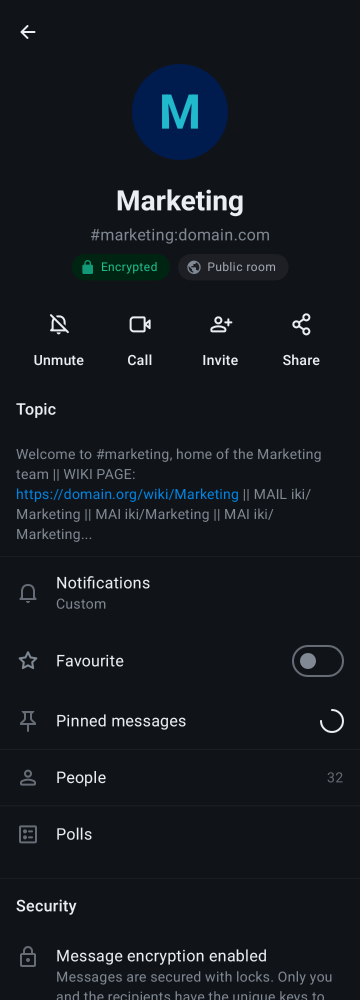 M
Marketing
#marketing:domain.com
Encrypted Public room
Unmute Call Invite Share
Topic
Welcome to #marketing, home of the Marketing
team || WIKI PAGE:
https://domain.org/wiki/Marketing || MAIL iki/
Marketing || MAI iki/Marketing || MAI iki/
Marketing...
Notifications
Custom
Favourite
Pinned messages
People 32
Polls
Security
Message encryption enabled
Messages are secured with locks. Only you
and the recipients have the unique keys to